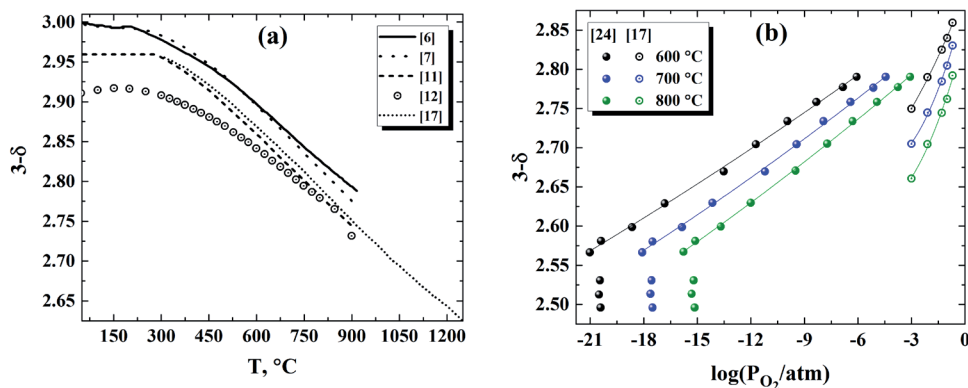 (a)
[6]
[7]
[11]
[12]
[17]
3-δ
3.00
2.95
2.90
2.85
2.80
2.75
2.70
2.65
150 300 450 600 750 900 1050 1200
T, °C
(b)
[24] [17]
600 °C
700 °C
800 °C
3-δ
2.85
2.80
2.75
2.70
2.65
2.60
2.55
2.50
-21 -18 -15 -12 -9 -6 -3 0
log(P_O₂/atm)